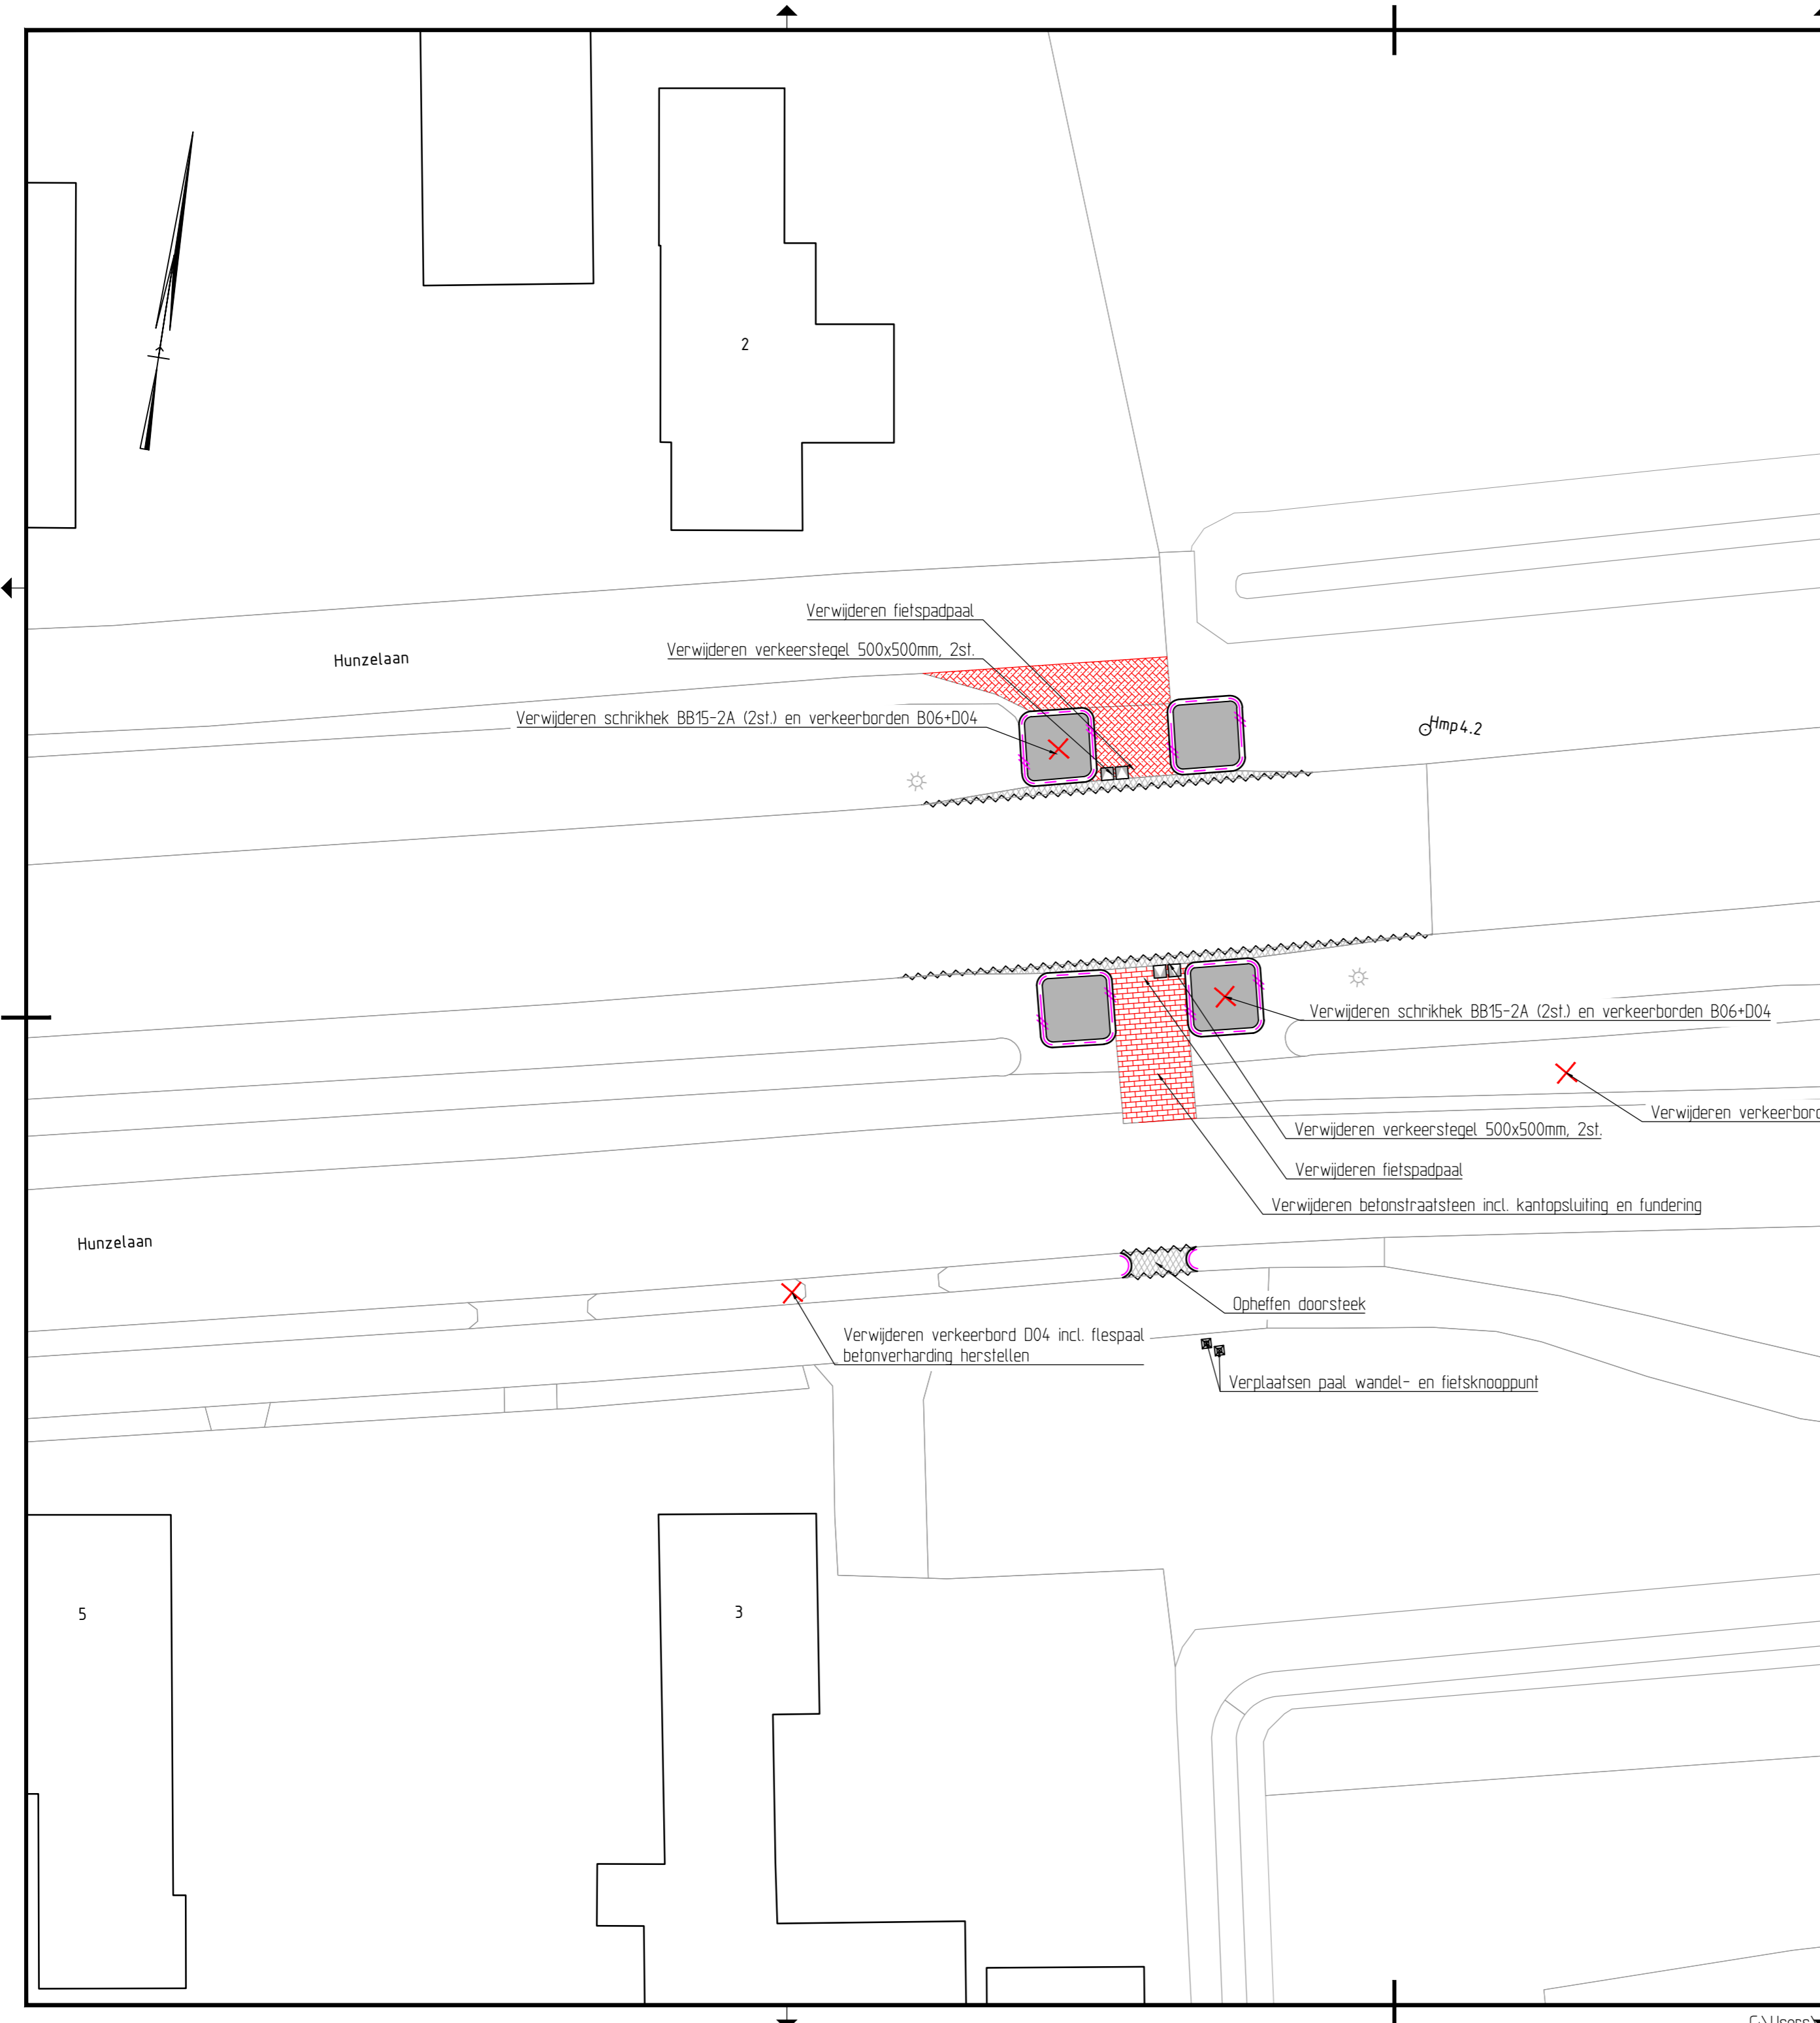 2
Verwijderen fietspadpaal
Verwijderen verkeerstegel 500x500mm, 2st.
Hunzelaan
Verwijderen schrikhek BB15-2A (2st.) en verkeerborden B06+D04
Hmp4.2
Verwijderen schrikhek BB15-2A (2st.) en verkeerborden B06+D04
Verwijderen verkeerbord
Verwijderen verkeerstegel 500x500mm, 2st.
Verwijderen fietspadpaal
Verwijderen betonstraatsteen incl. kantopsluiting en fundering
Hunzelaan
Opheffen doorsteek
Verwijderen verkeerbord D04 incl. flespaal
betonverharding herstellen
Verplaatsen paal wandel- en fietsknooppunt
5
3